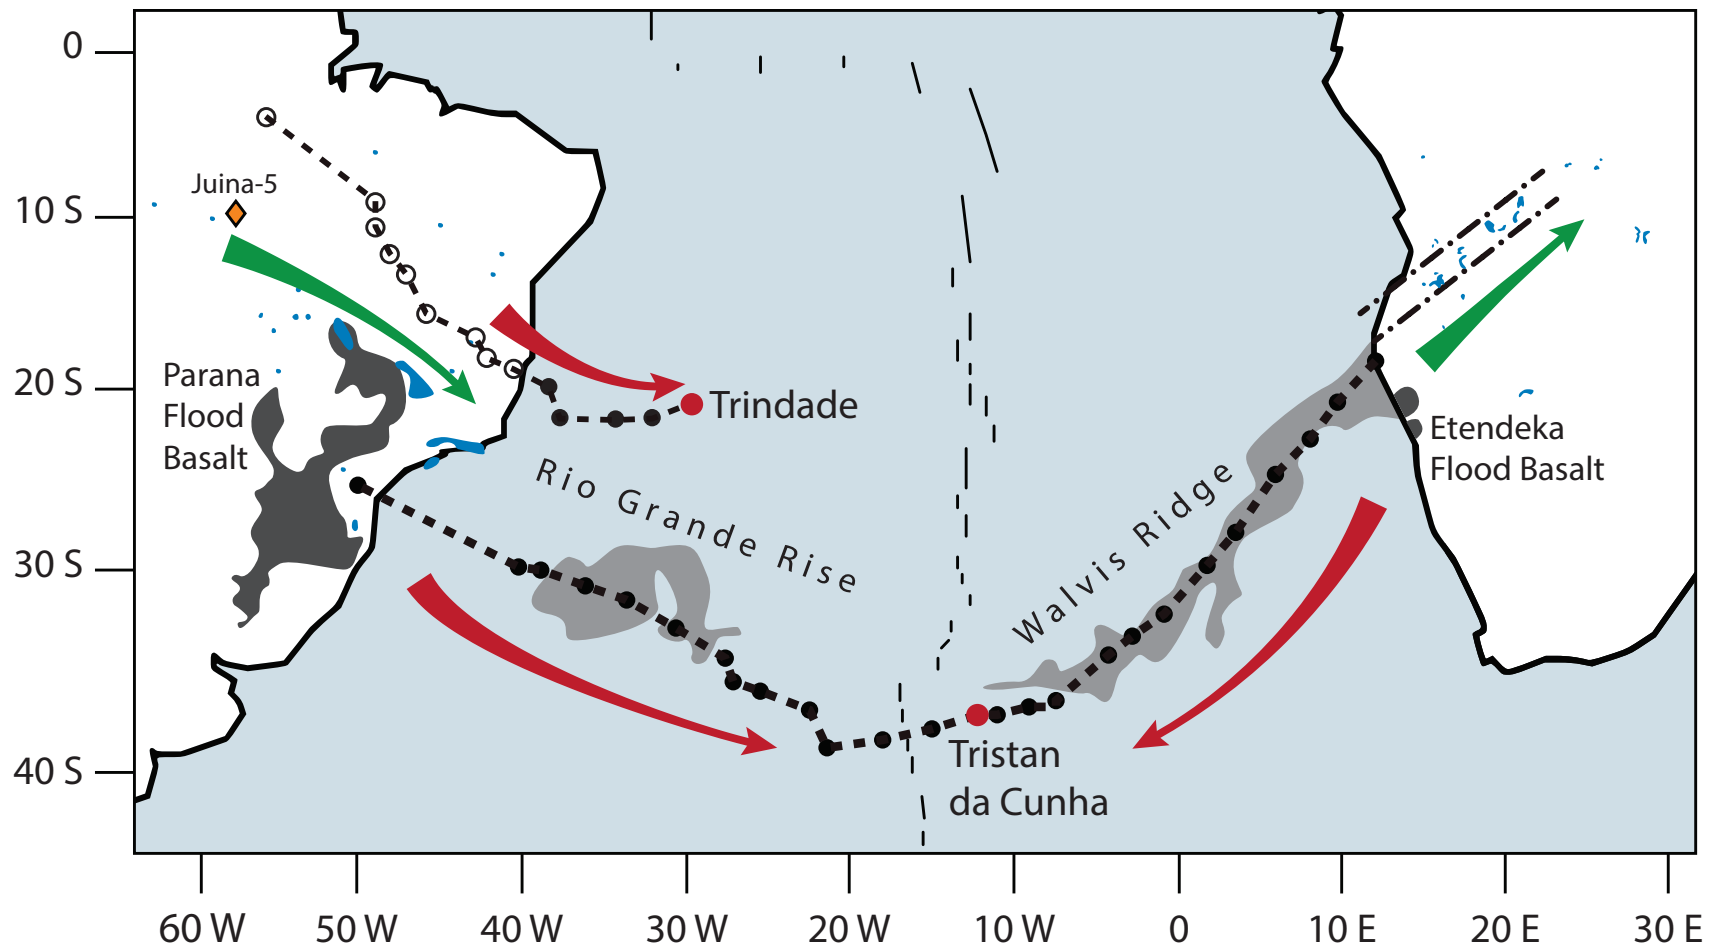 0
10 S
20 S
30 S
40 S
Juina-5
Parana
Flood
Basalt
Trindade
Rio Grande Rise
Walvis Ridge
Etendeka
Flood Basalt
Tristan
da Cunha
60 W
50 W
40 W
30 W
20 W
10 W
0
10 E
20 E
30 E